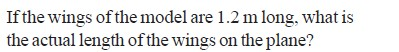 If the wings of the model are 1.2 m long, what is
the actual length of the wings on the plane?